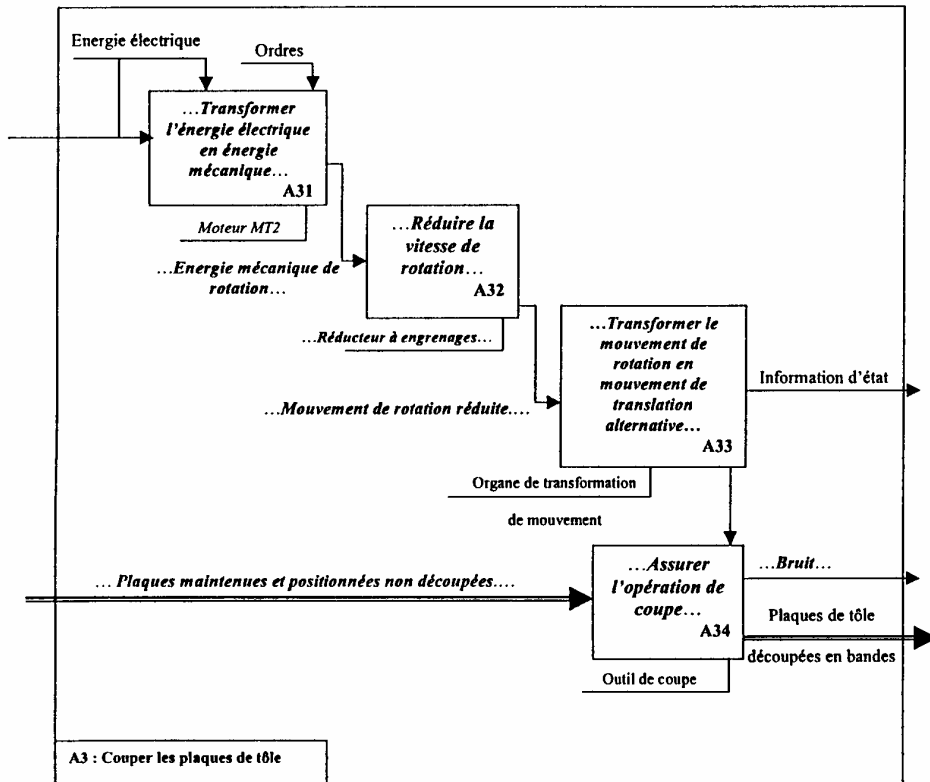 Energie électrique
Ordres
…Transformer
l'énergie électrique
en énergie
mécanique…
A31
Moteur MT2
…Energie mécanique de
rotation…
…Réduire la
vitesse de
rotation…
A32
…Réducteur à engrenages…
…Mouvement de rotation réduite….
…Transformer le
mouvement de
rotation en
mouvement de
translation
alternative…
A33
Information d'état
Organe de transformation
de mouvement
… Plaques maintenues et positionnées non découpées….
…Assurer
l'opération de
coupe…
A34
…Bruit…
Plaques de tôle
découpées en bandes
Outil de coupe
A3 : Couper les plaques de tôle